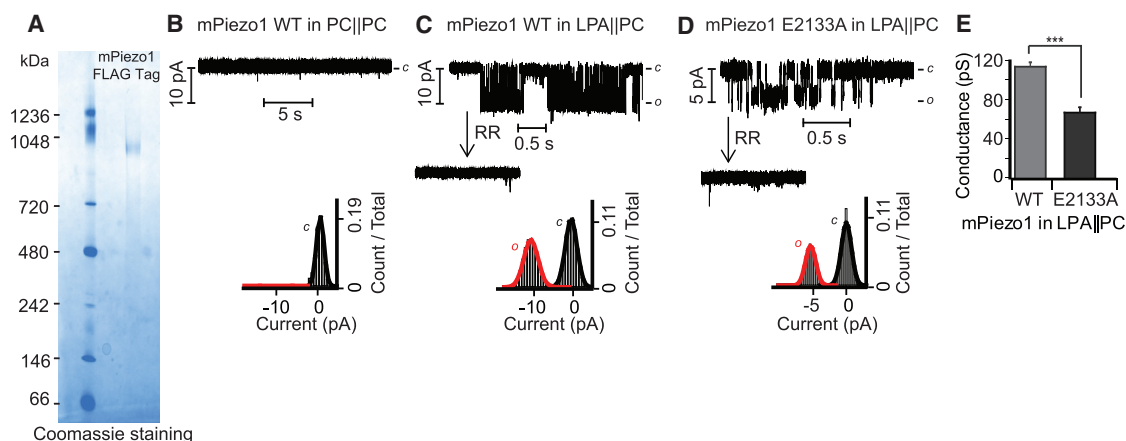 A
kDa
mPiezo1
FLAG Tag
1236
1048
720
480
242
146
66
Coomassie staining
B
mPiezo1 WT in PC||PC
10 pA
c
5 s
c
0.19
0
Count / Total
-10
0
Current (pA)
C
mPiezo1 WT in LPA||PC
10 pA
c
o
0.5 s
RR
o
c
0.11
0
Count / Total
-10
0
Current (pA)
D
mPiezo1 E2133A in LPA||PC
5 pA
c
o
0.5 s
RR
o
c
0.11
0
Count / Total
-5
0
Current (pA)
E
***
Conductance (pS)
120
80
40
0
WT
E2133A
mPiezo1 in LPA||PC